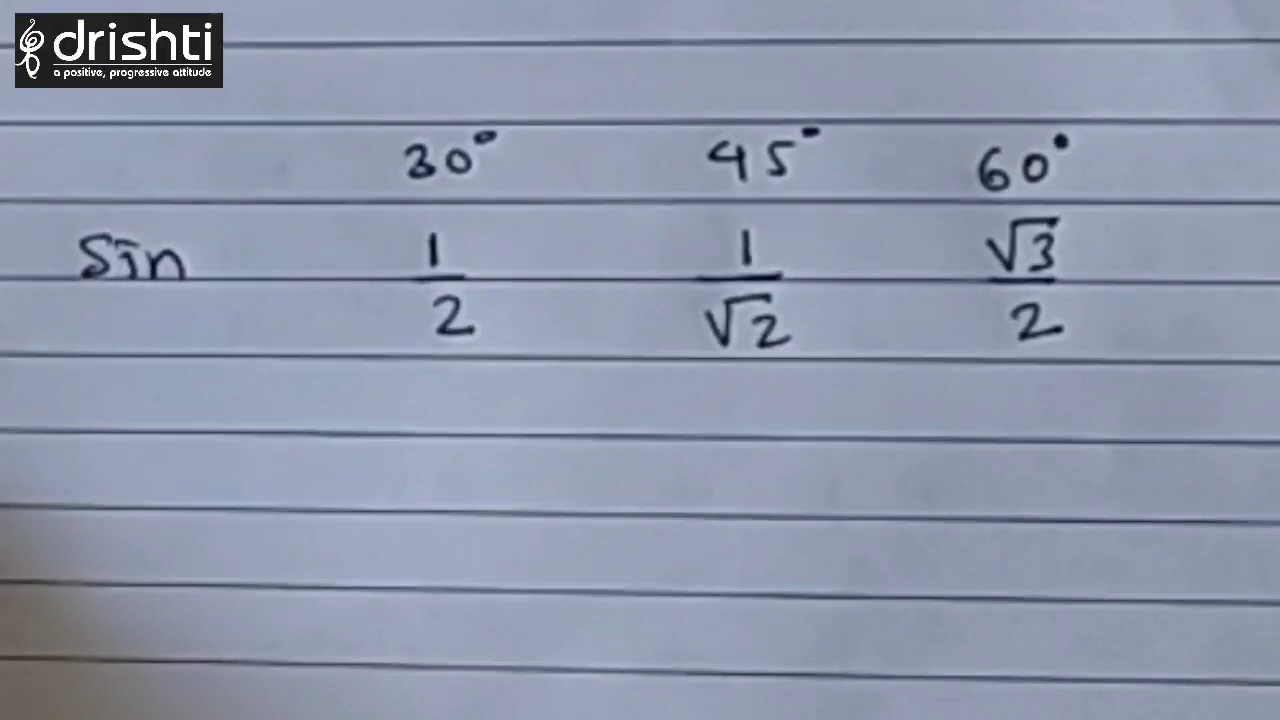 drishti
a positive, progressive attitude
30° 45° 60°
Sin 1/2 1/√2 √3/2